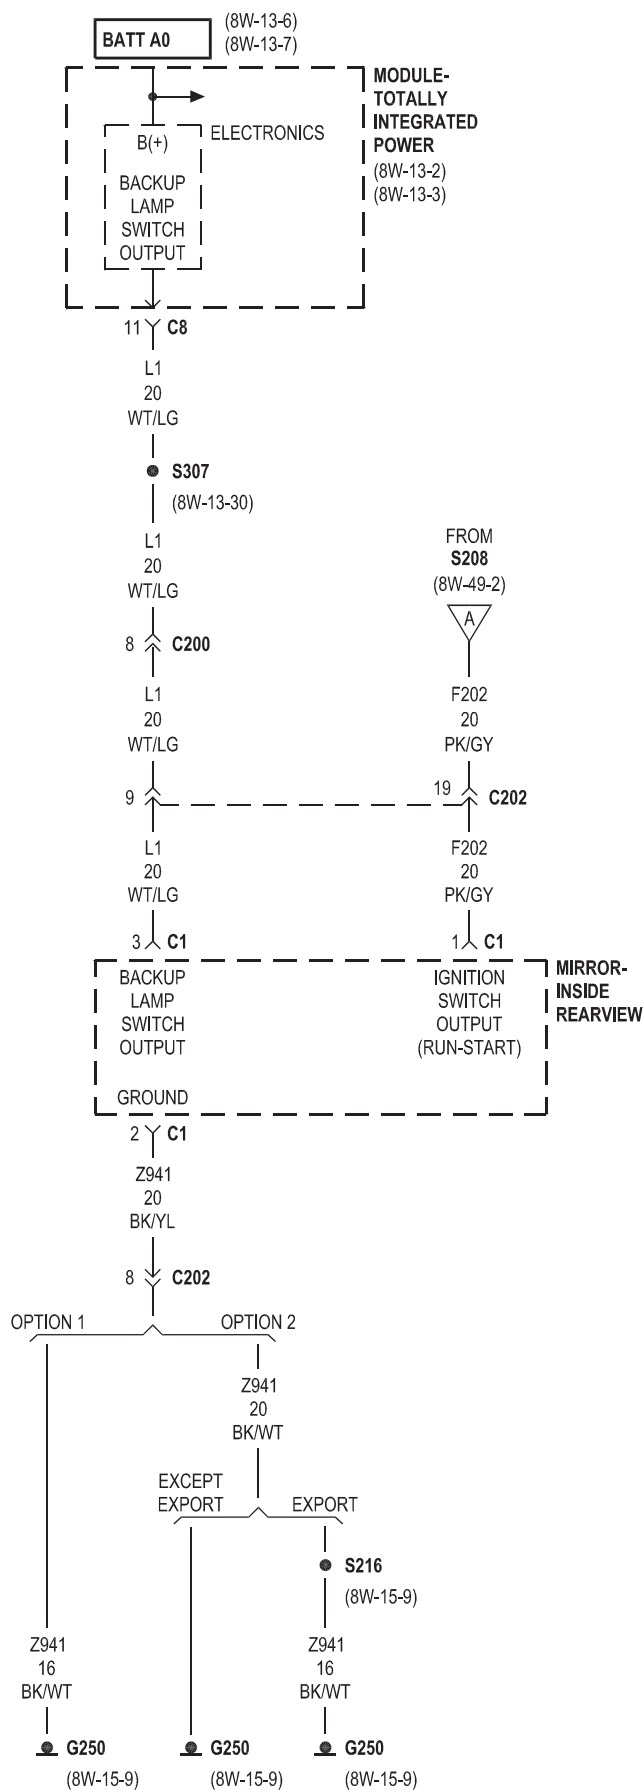 BATT A0
(8W-13-6)
(8W-13-7)
MODULE-
TOTALLY
INTEGRATED
POWER
(8W-13-2)
(8W-13-3)
ELECTRONICS
B(+)
BACKUP
LAMP
SWITCH
OUTPUT
11 C8
L1
20
WT/LG
S307
(8W-13-30)
L1
20
WT/LG
8 C200
L1
20
WT/LG
9
FROM
S208
(8W-49-2)
A
F202
20
PK/GY
19 C202
L1
20
WT/LG
3 C1
F202
20
PK/GY
1 C1
MIRROR-
INSIDE
REARVIEW
BACKUP
LAMP
SWITCH
OUTPUT
IGNITION
SWITCH
OUTPUT
(RUN-START)
GROUND
2 C1
Z941
20
BK/YL
8 C202
OPTION 1
OPTION 2
Z941
20
BK/WT
EXCEPT
EXPORT
EXPORT
S216
(8W-15-9)
Z941
16
BK/WT
Z941
16
BK/WT
G250
(8W-15-9)
G250
(8W-15-9)
G250
(8W-15-9)